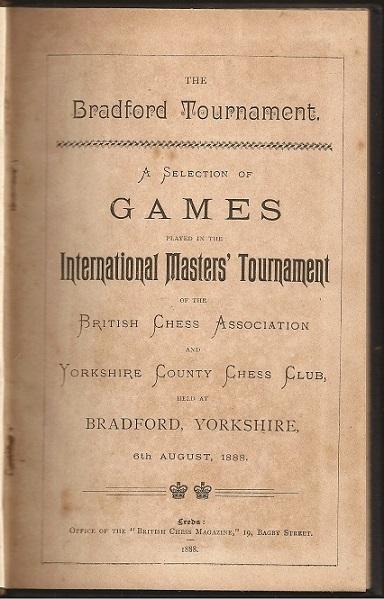 THE
Bradford Tournament.
A SELECTION OF
GAMES
PLAYED IN THE
International Masters' Tournament
OF THE
BRITISH CHESS ASSOCIATION
AND
YORKSHIRE COUNTY CHESS CLUB,
HELD AT
BRADFORD, YORKSHIRE,
6th AUGUST, 1888.
Leeds:
OFFICE OF THE "BRITISH CHESS MAGAZINE," 19, BAGBY STREET.
1888.